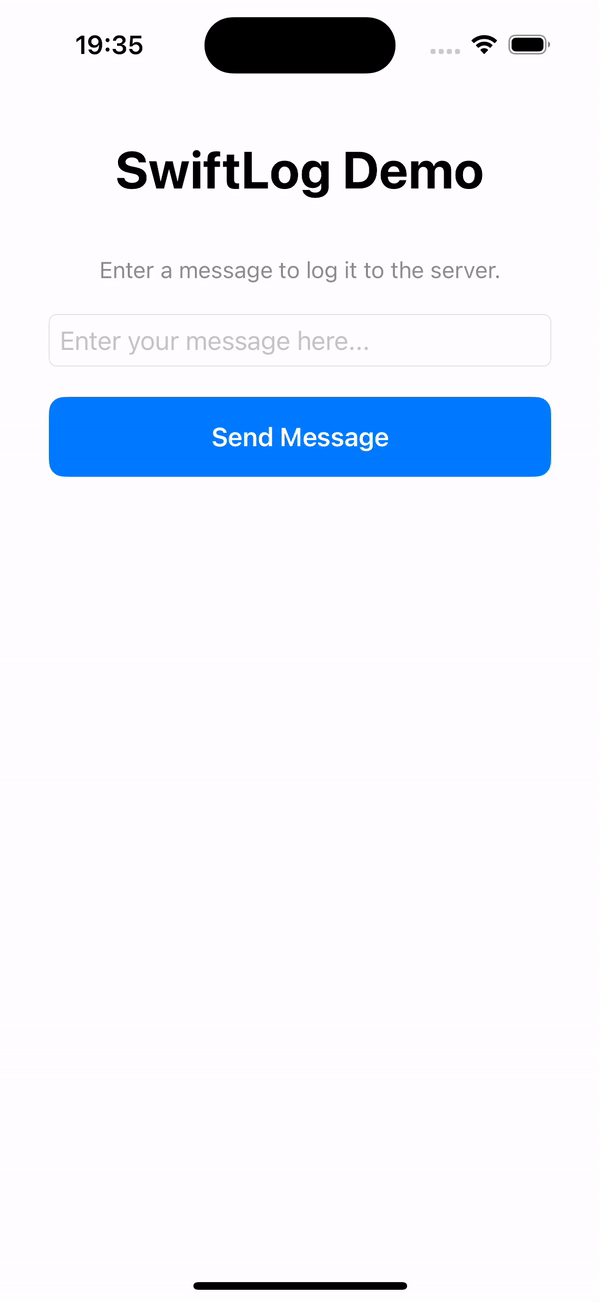 19:35
SwiftLog Demo
Enter a message to log it to the server.
Enter your message here...
Send Message